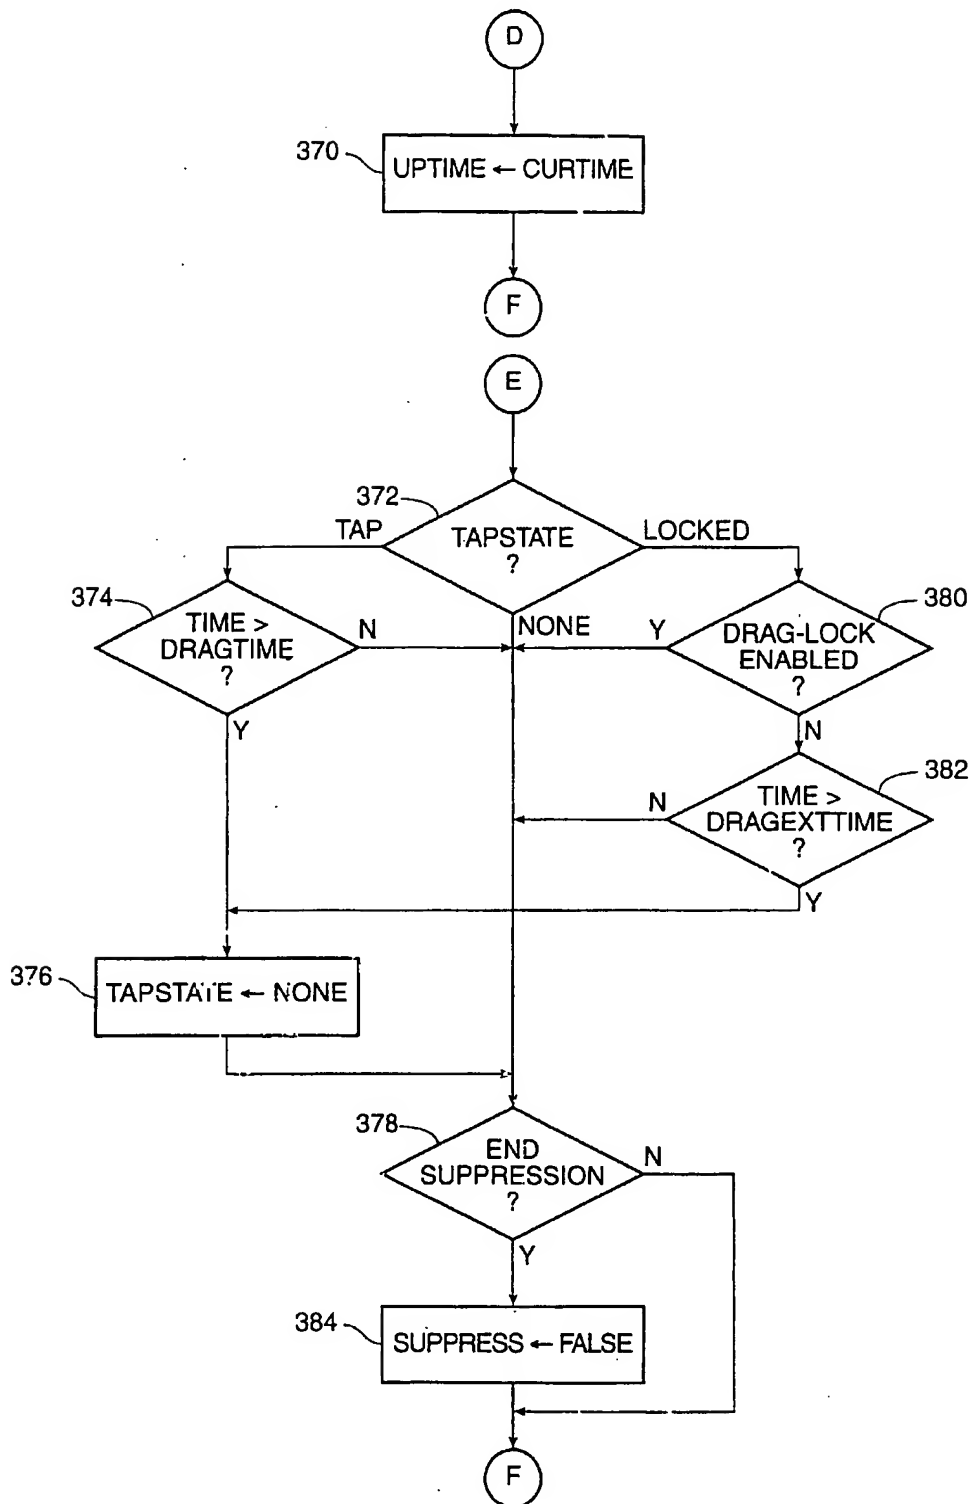 D
370
UPTIME ← CURTIME
F
E
372
TAP
TAPSTATE
?
LOCKED
374
TIME >
DRAGTIME
?
N
NONE
Y
DRAG-LOCK
ENABLED
?
380
Y
N
382
N
TIME >
DRAGEXTTIME
?
Y
376
TAPSTATE ← NONE
378
END
SUPPRESSION
?
N
Y
384
SUPPRESS ← FALSE
F